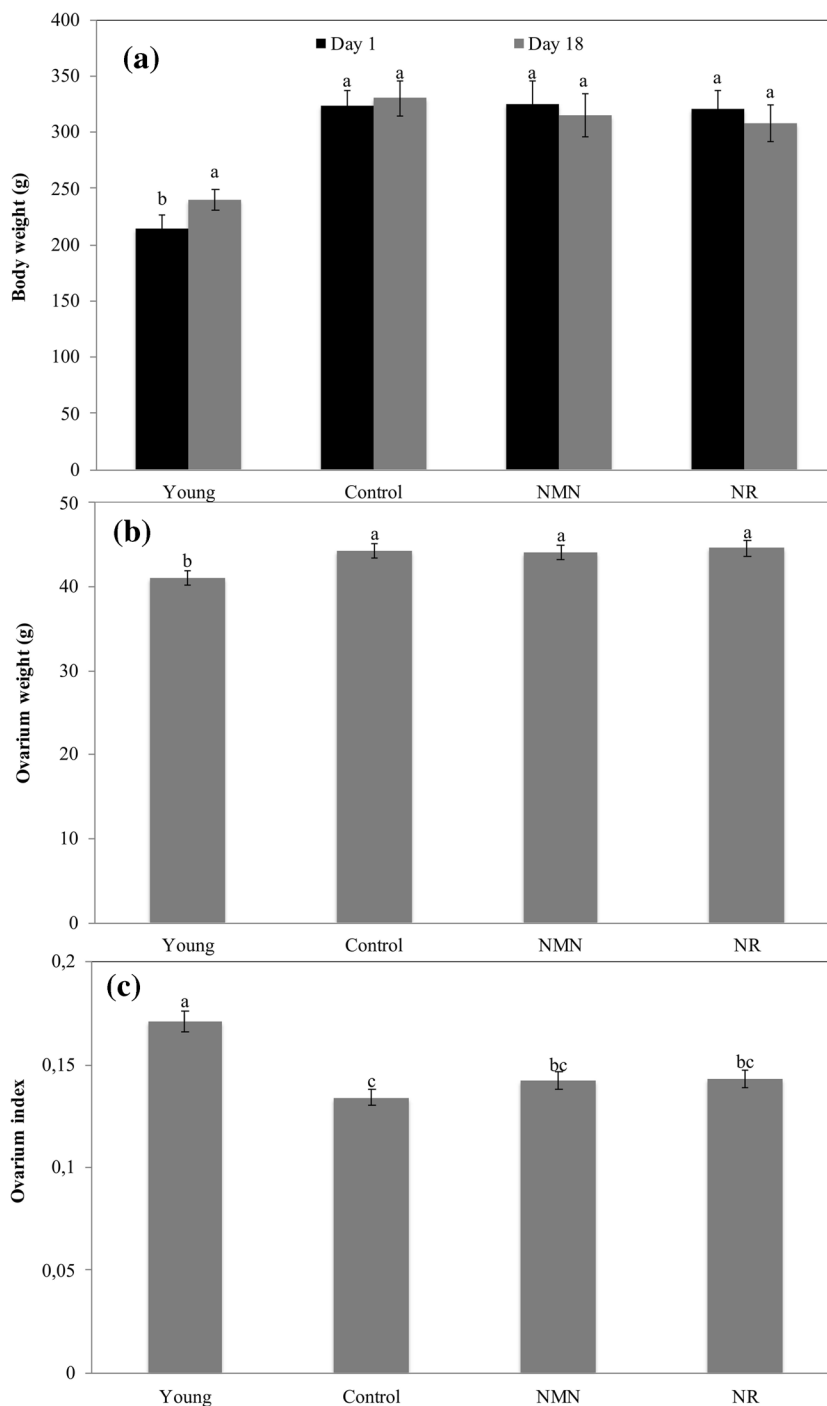 (a)
Day 1
Day 18
Body weight (g)
400
350
300
250
200
150
100
50
0
b
a
a
a
a
a
a
a
Young
Control
NMN
NR
(b)
Ovarium weight (g)
50
40
30
20
10
0
b
a
a
a
Young
Control
NMN
NR
(c)
Ovarium index
0,2
0,15
0,1
0,05
0
a
c
bc
bc
Young
Control
NMN
NR